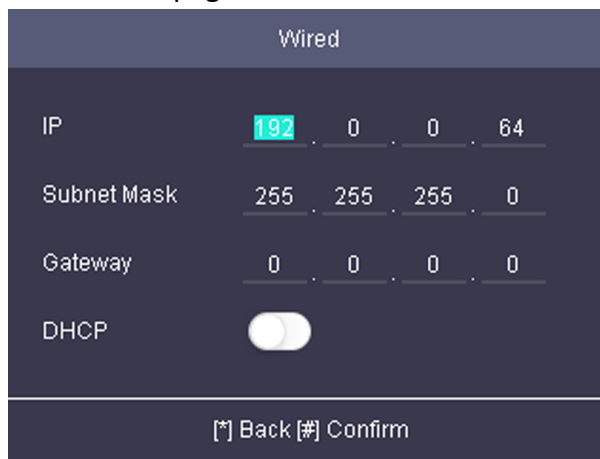 Wired
IP 192 . 0 . 0 . 64
Subnet Mask 255 . 255 . 255 . 0
Gateway 0 . 0 . 0 . 0
DHCP
[*] Back [#] Confirm